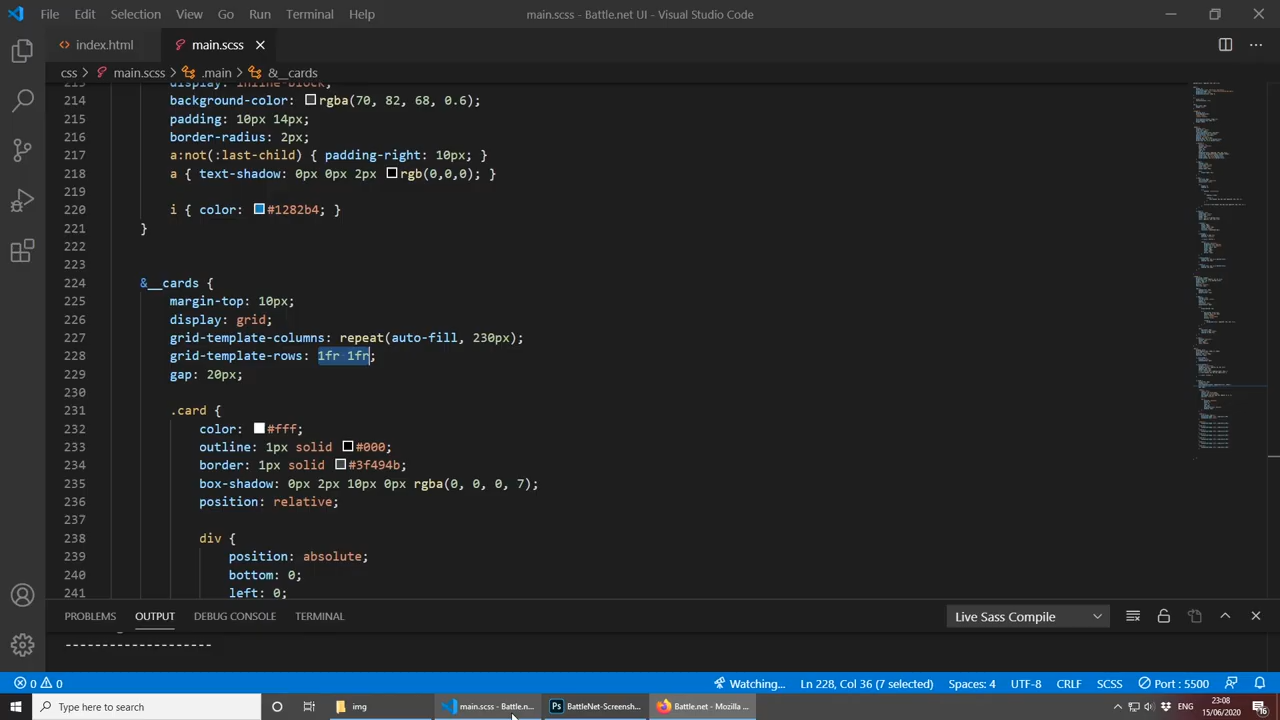 File Edit Selection View Go Run Terminal Help main.scss - Battle.net UI - Visual Studio Code
index.html main.scss
css > main.scss > .main > &__cards
213 display: inline-block;
214 background-color: rgba(70, 82, 68, 0.6);
215 padding: 10px 14px;
216 border-radius: 2px;
217 a:not(:last-child) { padding-right: 10px; }
218 a { text-shadow: 0px 0px 2px rgb(0,0,0); }
219
220 i { color: #1282b4; }
221 }
222
223
224 &__cards {
225 margin-top: 10px;
226 display: grid;
227 grid-template-columns: repeat(auto-fill, 230px);
228 grid-template-rows: 1fr 1fr;
229 gap: 20px;
230
231 .card {
232 color: #fff;
233 outline: 1px solid #000;
234 border: 1px solid #3f494b;
235 box-shadow: 0px 2px 10px 0px rgba(0, 0, 0, 7);
236 position: relative;
237
238 div {
239 position: absolute;
240 bottom: 0;
241 left: 0;
PROBLEMS OUTPUT DEBUG CONSOLE TERMINAL Live Sass Compile
--------------------
0 0 Watching... Ln 228, Col 36 (7 selected) Spaces: 4 UTF-8 CRLF SCSS Port : 5500
Type here to search img main.scss - Battle.n... BattleNet-Screensh... Battle.net - Mozilla ... ENG 23:08
15/06/2020 16